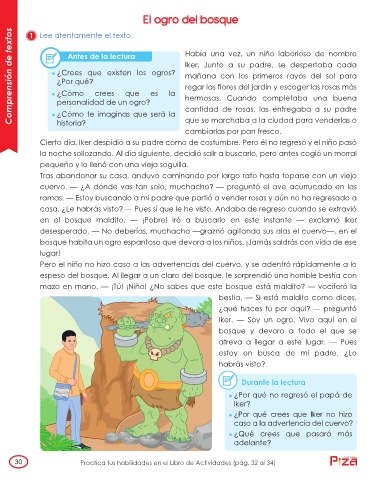 El ogro del bosque
Comprensión de textos
1 Lee atentamente el texto.
Antes de la lectura
¿Crees que existen los ogros?
¿Por qué?
¿Cómo crees que es la
personalidad de un ogro?
¿Cómo te imaginas que será la
historia?
Había una vez, un niño laborioso de nombre
Iker. Junto a su padre, se despertaba cada
mañana con los primeros rayos del sol para
regar las flores del jardín y escoger las rosas más
hermosas. Cuando completaba una buena
cantidad de rosas, las entregaba a su padre
que se marchaba a la ciudad para venderlas o
cambiarlas por pan fresco.
Cierto día, Iker despidió a su padre como de costumbre. Pero él no regresó y el niño pasó
la noche sollozando. Al día siguiente, decidió salir a buscarlo, pero antes cogió un morral
pequeño y lo llenó con una vieja soguilla.
Tras abandonar su casa, anduvo caminando por largo rato hasta toparse con un viejo
cuervo. — ¿A dónde vas tan solo, muchacho? — preguntó el ave acurrucado en las
ramas. — Estoy buscando a mi padre que partió a vender rosas y aún no ha regresado a
casa. ¿Le habrás visto? — Pues sí que le he visto. Andaba de regreso cuando se extravió
en el bosque maldito. — ¡Pobre! Iré a buscarlo en este instante — exclamó Iker
desesperado. — No deberías, muchacho —graznó agitando sus alas el cuervo—, en el
bosque habita un ogro espantoso que devora a los niños. ¡Jamás saldrás con vida de ese
lugar!
Pero el niño no hizo caso a las advertencias del cuervo, y se adentró rápidamente a lo
espeso del bosque. Al llegar a un claro del bosque, le sorprendió una horrible bestia con
mazo en mano. — ¡Tú! ¡Niño! ¿No sabes que este bosque está maldito? — vociferó la
bestia. — Si está maldito como dices,
¿qué haces tú por aquí? — preguntó
Iker. — Soy un ogro. Vivo aquí en el
bosque y devoro a todo el que se
atreva a llegar a este lugar. — Pues
estoy en busca de mi padre. ¿Lo
habrás visto?
Durante la lectura
¿Por qué no regresó el papá de
Iker?
¿Por qué crees que Iker no hizo
caso a la advertencia del cuervo?
¿Qué crees que pasará más
adelante?
30
Practica tus habilidades en el Libro de Actividades (pág. 32 al 34)
Piza